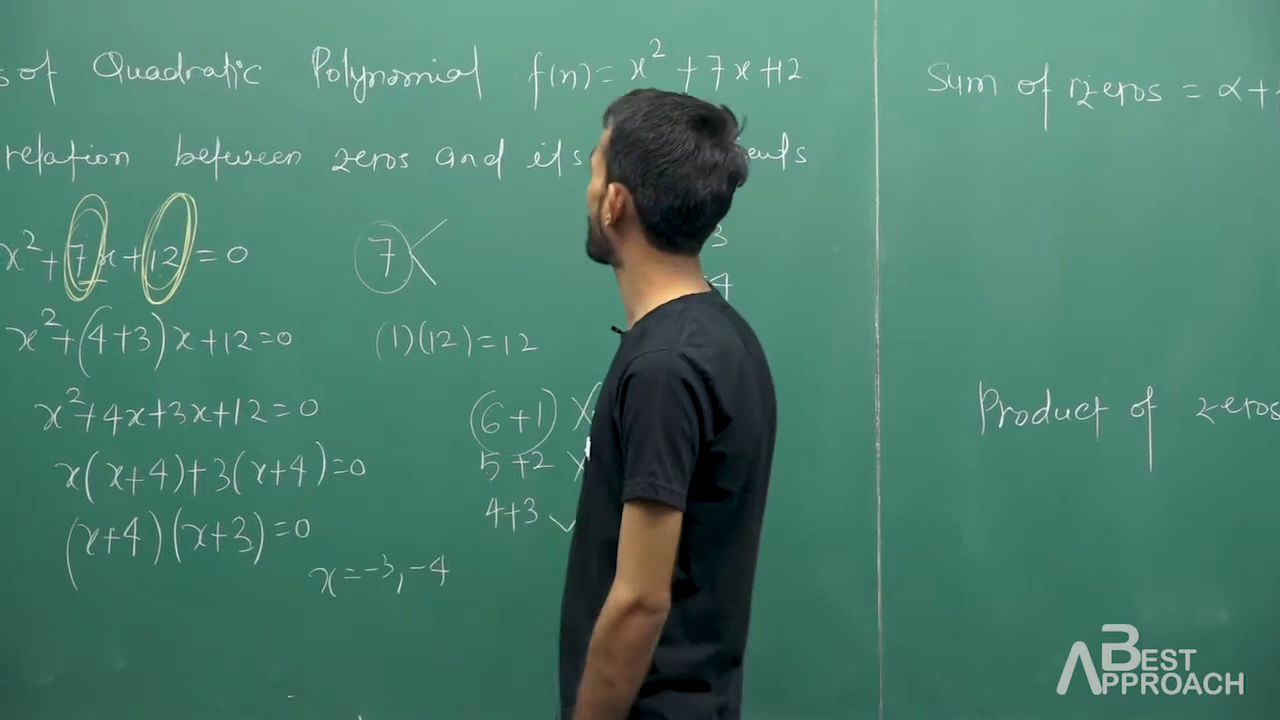 s of Quadratic Polynomial f(n) = x² + 7x + 12
relation between zeros and its
x² + 7x + 12 = 0
x² + (4+3)x + 12 = 0
x² + 4x + 3x + 12 = 0
x(x+4) + 3(x+4) = 0
(x+4)(x+3) = 0
x = -3, -4
7 <
3
4
(1)(12) = 12
(6+1) ×
5+2 ×
4+3 ✓
Sum of zeros = α +
Product of zeros
BEST
APPROACH